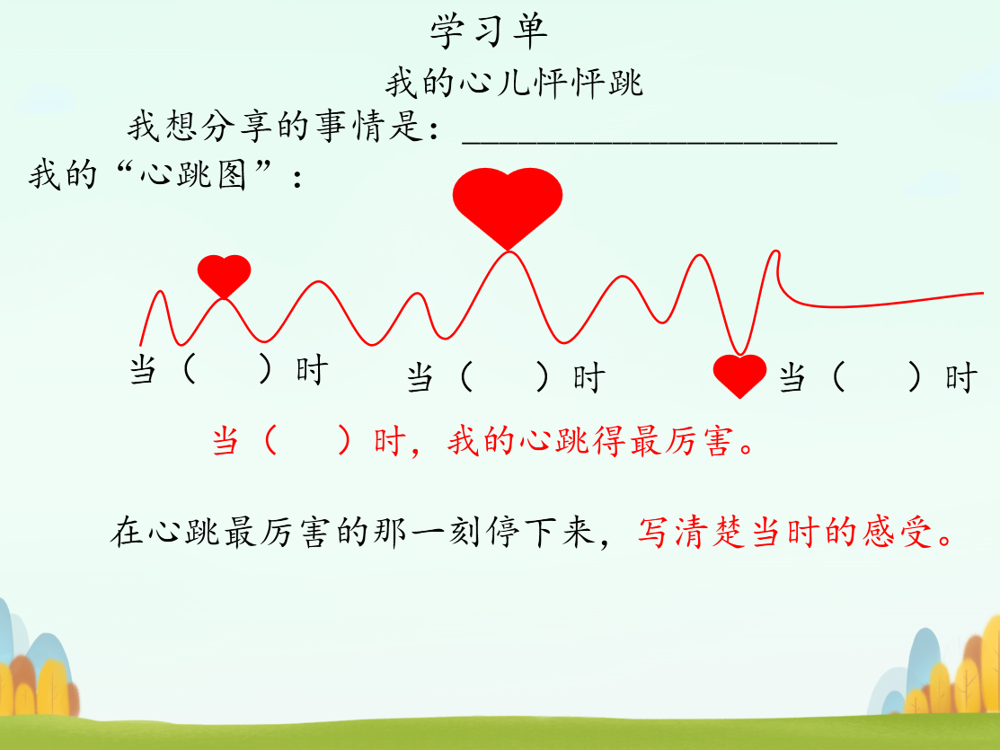 学习单
我的心儿怦怦跳
我想分享的事情是：____________________
我的“心跳图”：
当（ ）时 当（ ）时 当（ ）时
当（ ）时，我的心跳得最厉害。
在心跳最厉害的那一刻停下来，写清楚当时的感受。